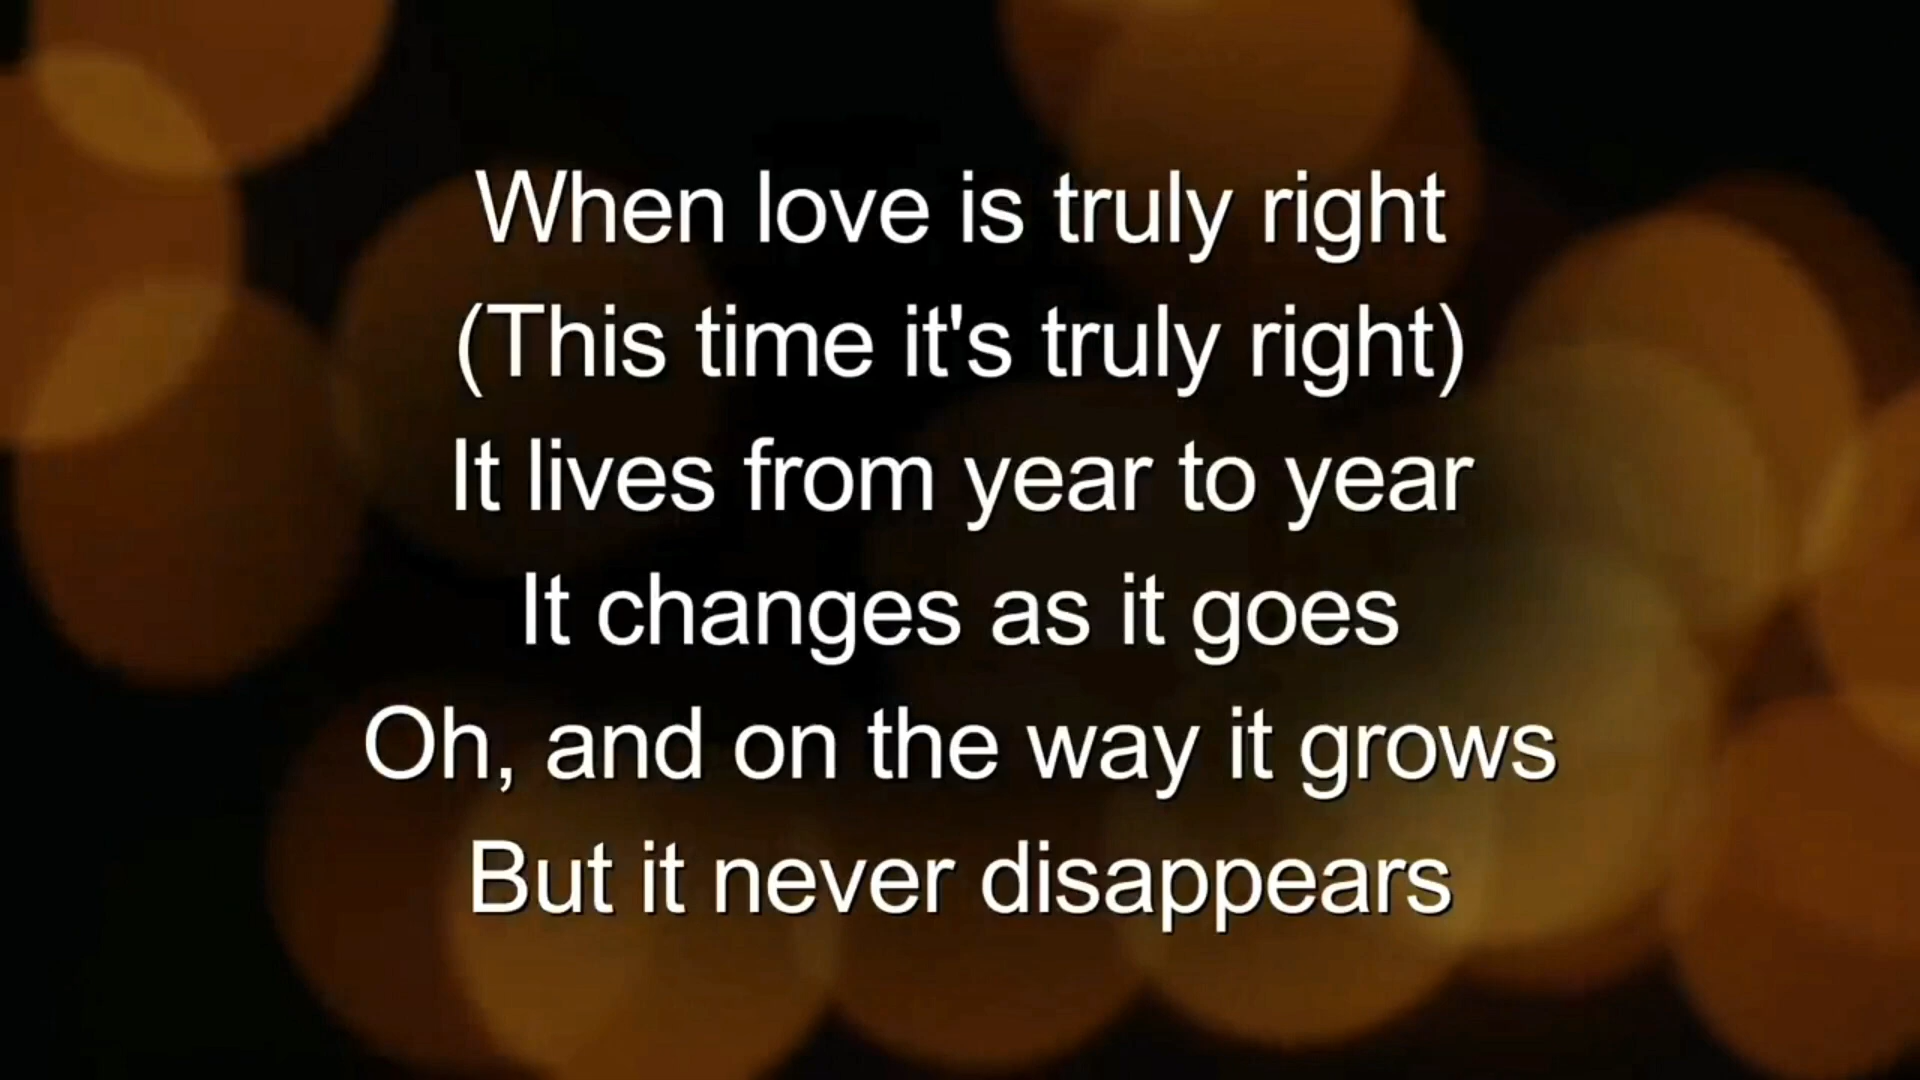 When love is truly right
(This time it's truly right)
It lives from year to year
It changes as it goes
Oh, and on the way it grows
But it never disappears